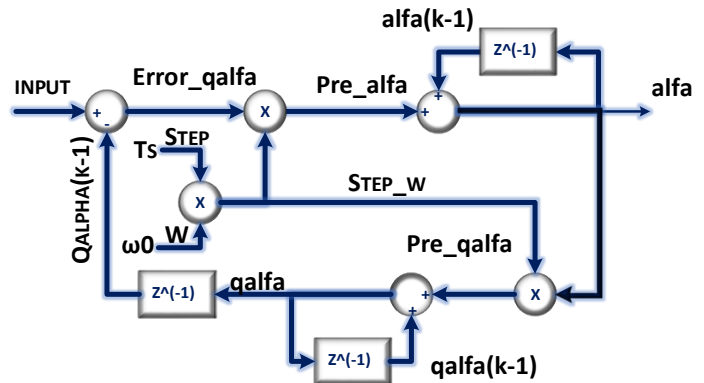 alfa(k-1)
Z^(-1)
INPUT
Error_qalfa
Pre_alfa
alfa
+
-
X
+
+
QALPHA(K-1)
Ts STEP
X
STEP_W
ω0 W
Pre_qalfa
Z^(-1)
qalfa
+
+
X
Z^(-1)
qalfa(k-1)